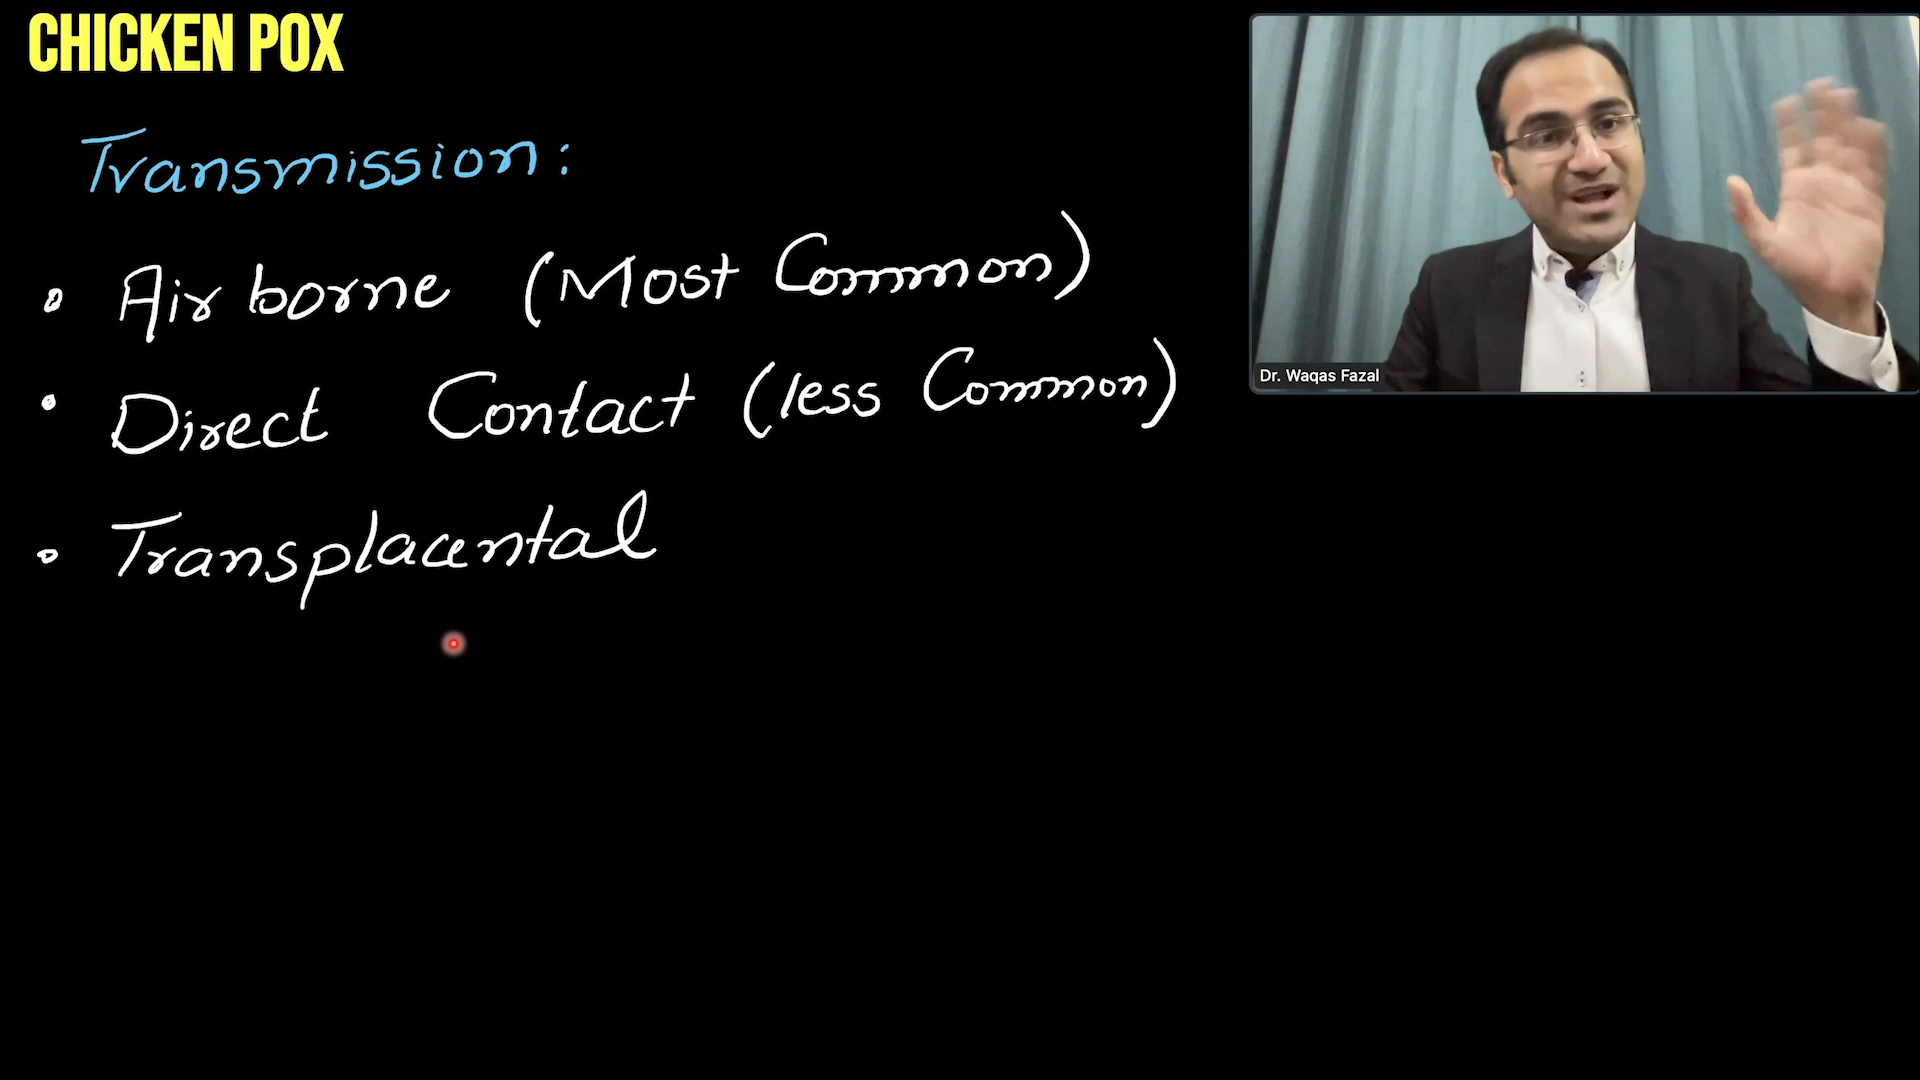 CHICKEN POX
Transmission:
• Air borne (Most Common)
• Direct Contact (less Common)
• Transplacental
Dr. Waqas Fazal